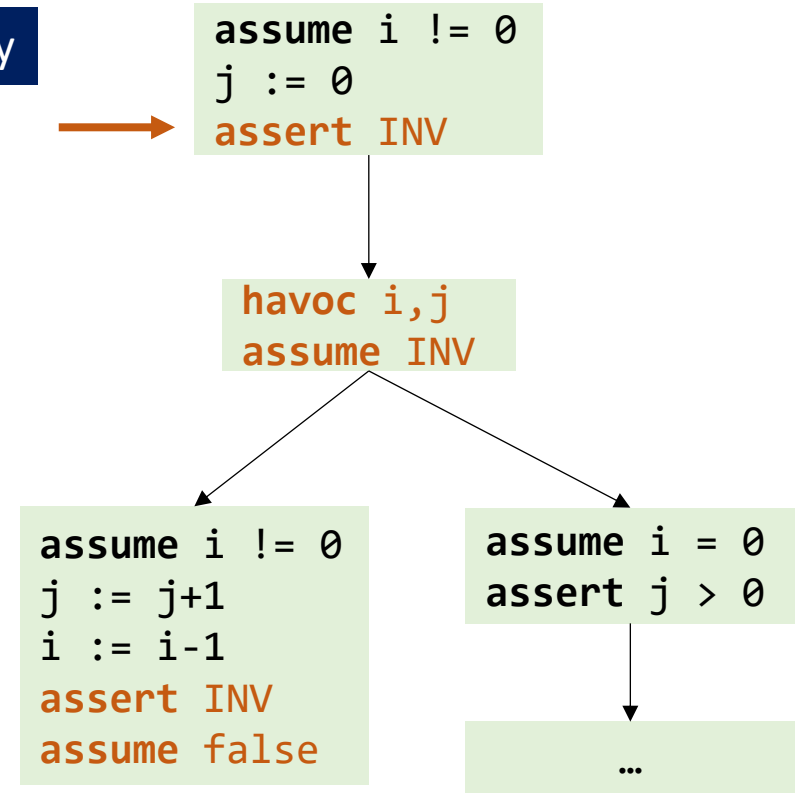 y
assume i != 0
j := 0
assert INV
havoc i,j
assume INV
assume i != 0
j := j+1
i := i-1
assert INV
assume false
assume i = 0
assert j > 0
…